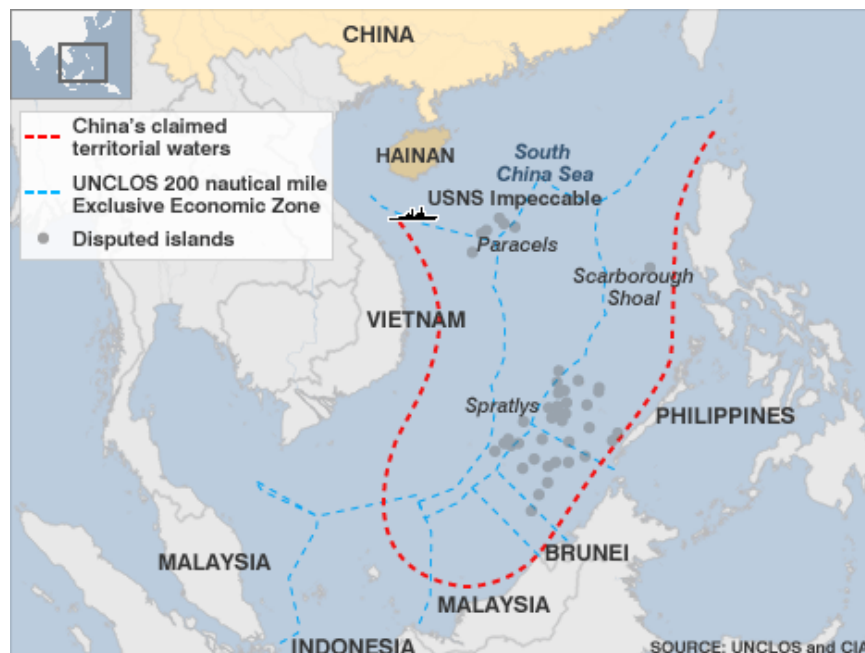 CHINA
China's claimed
territorial waters
UNCLOS 200 nautical mile
Exclusive Economic Zone
Disputed islands
HAINAN
South
China Sea
USNS Impeccable
Paracels
Scarborough
Shoal
VIETNAM
Spratlys
PHILIPPINES
MALAYSIA
BRUNEI
MALAYSIA
INDONESIA
SOURCE: UNCLOS and CIA